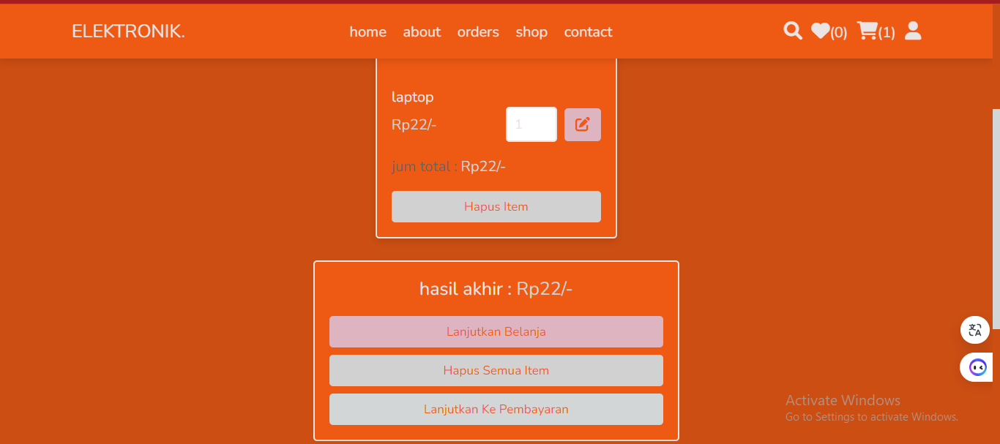 ELEKTRONIK.
home about orders shop contact
(0) (1)
laptop
Rp22/- 1
jum total : Rp22/-
Hapus Item
hasil akhir : Rp22/-
Lanjutkan Belanja
Hapus Semua Item
Lanjutkan Ke Pembayaran
Activate Windows
Go to Settings to activate Windows.